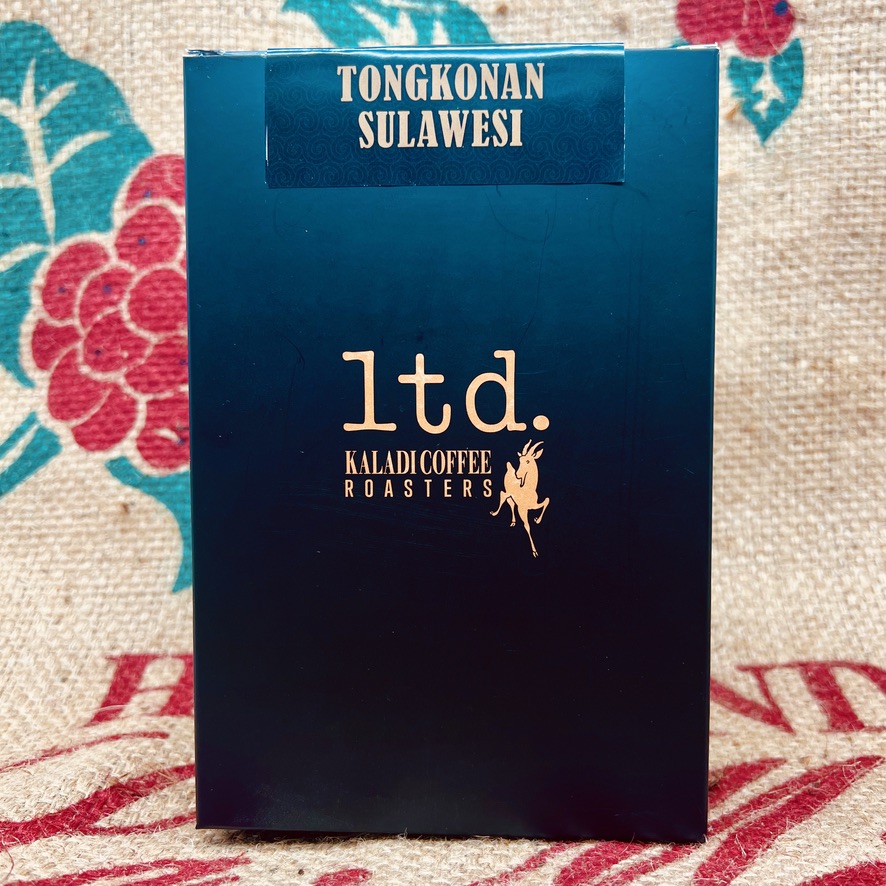 TONGKONAN
SULAWESI
ltd.
KALADI COFFEE
ROASTERS